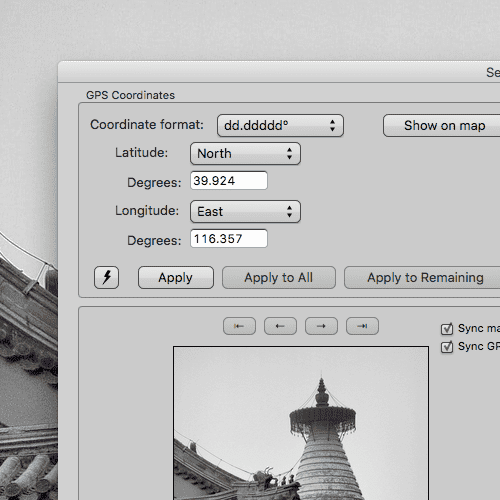 Se
GPS Coordinates
Coordinate format: dd.ddddd° Show on map
Latitude: North
Degrees: 39.924
Longitude: East
Degrees: 116.357
Apply Apply to All Apply to Remaining
Sync ma
Sync GP